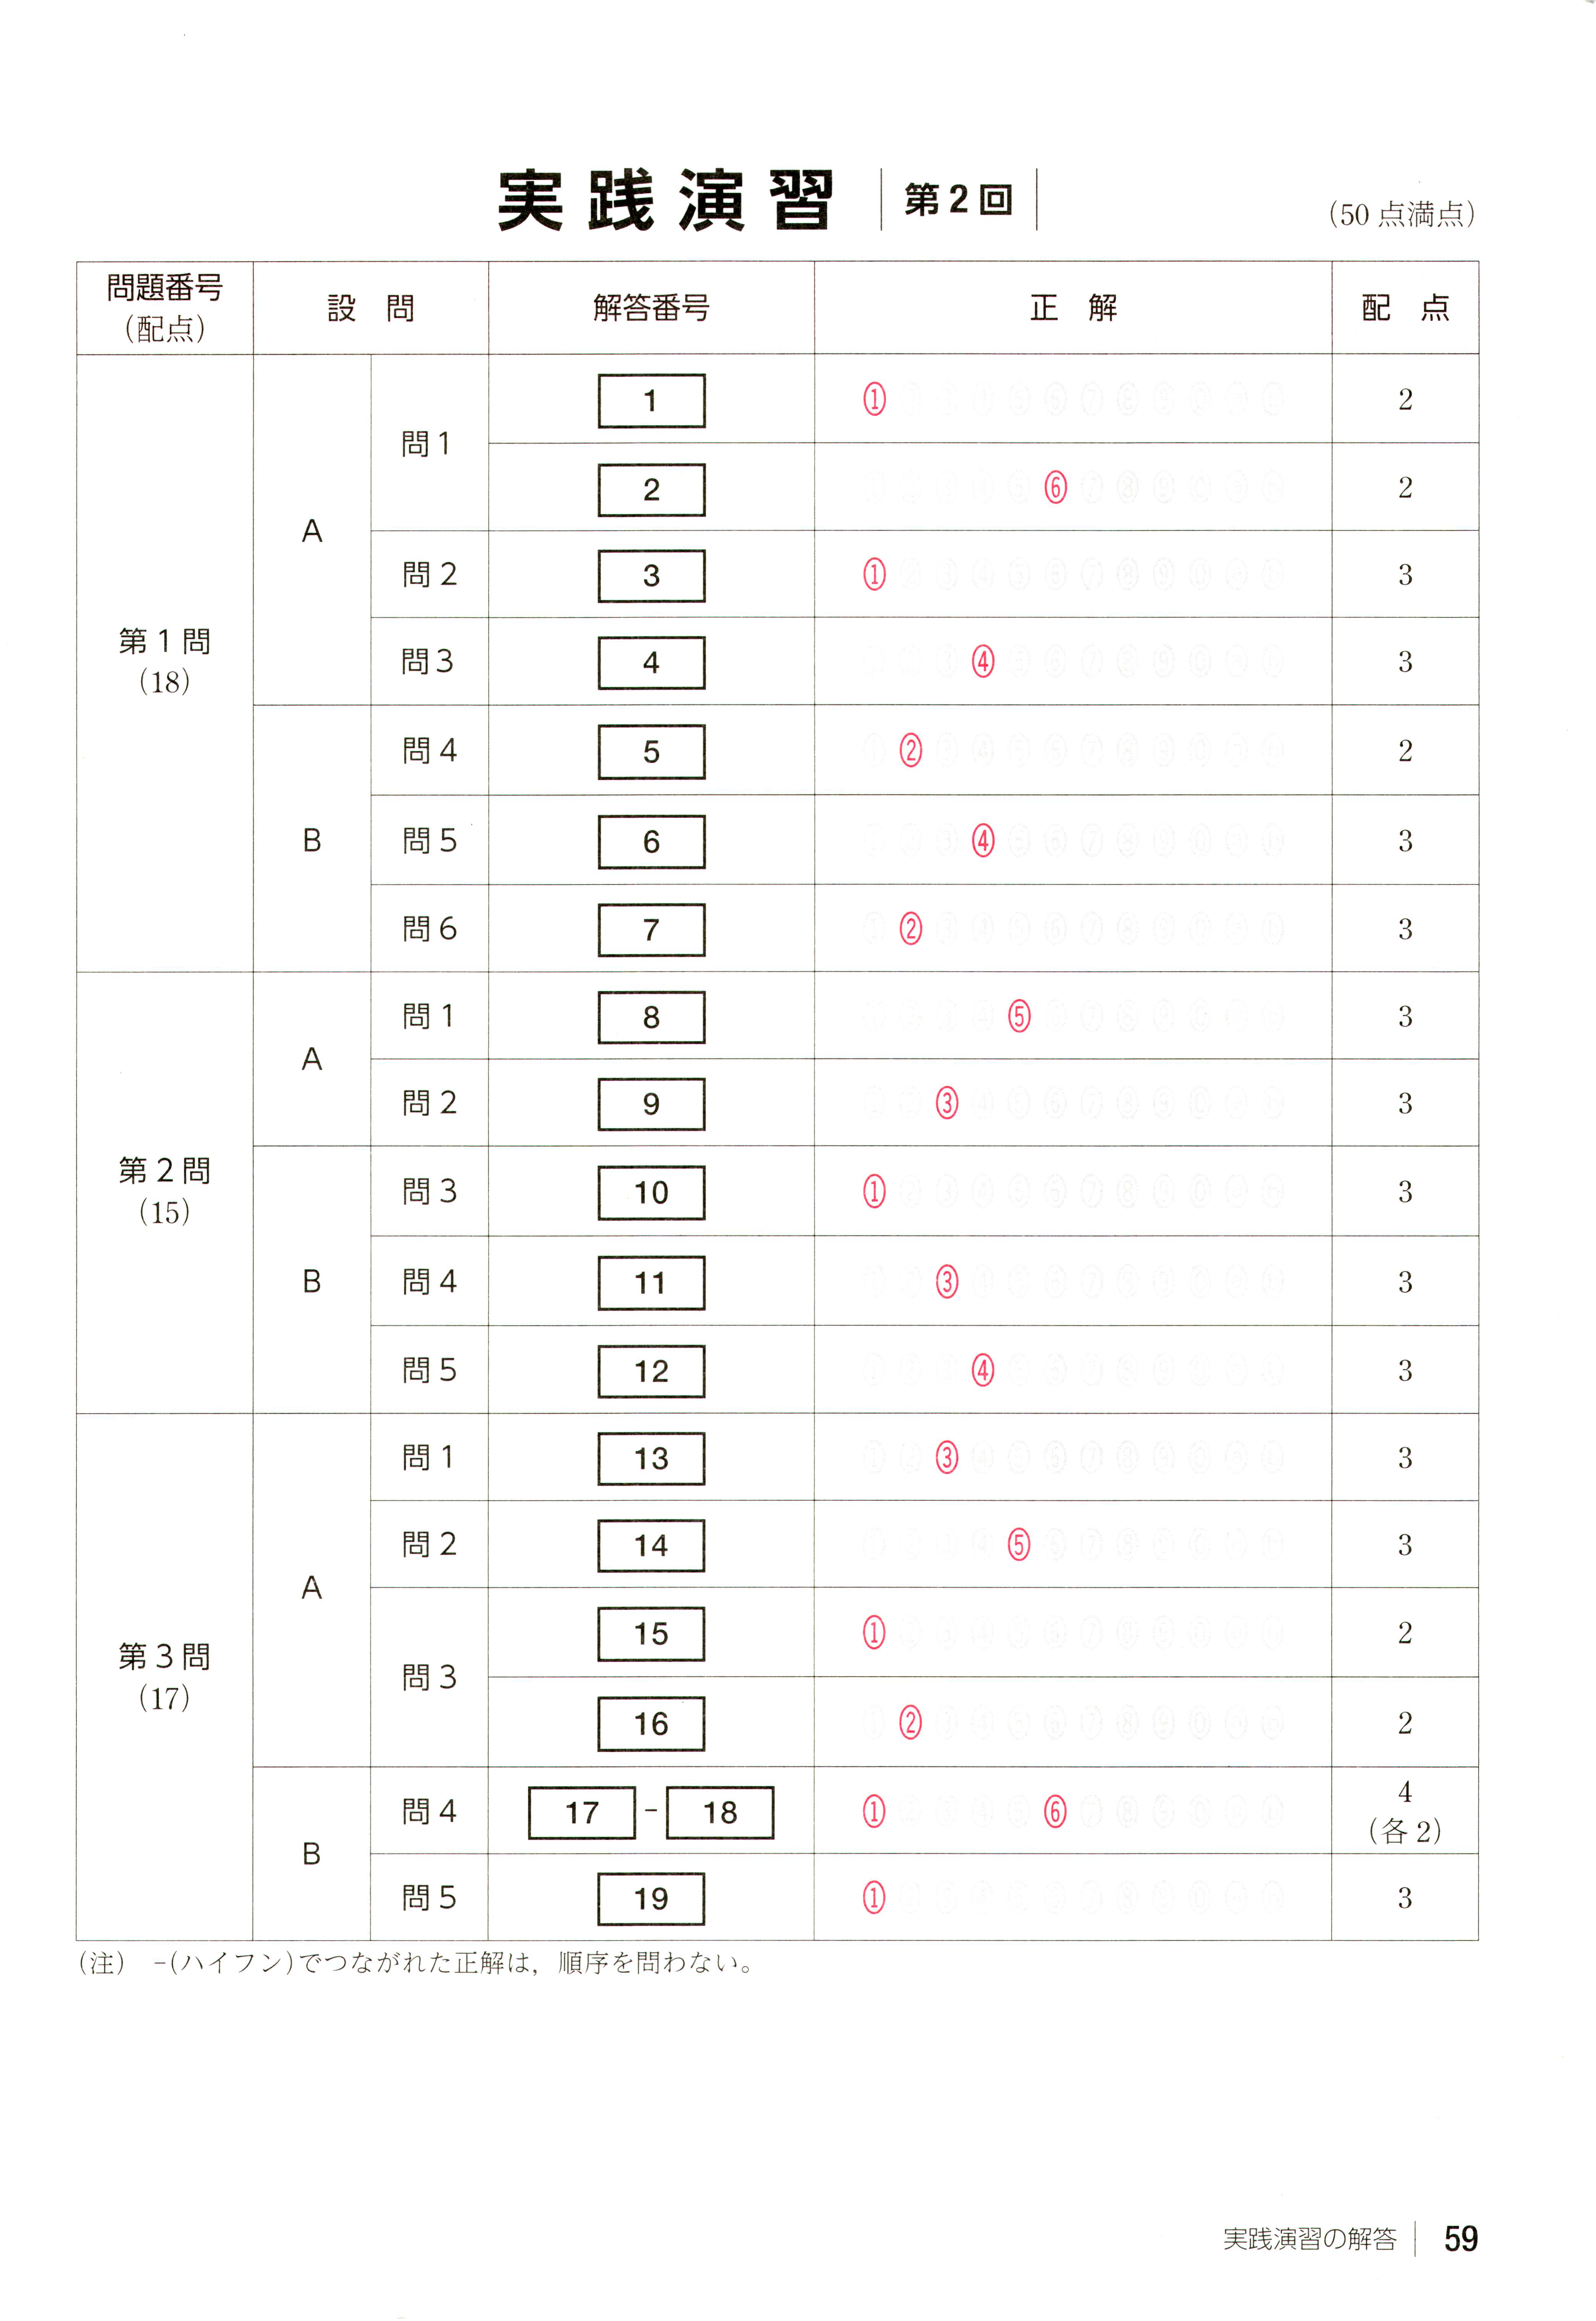 実践演習 第2回 (50点満点)
問題番号(配点) 設問 解答番号 正解 配点
第1問(18) A 問1 1 ① 2
2 ⑥ 2
問2 3 ① 3
問3 4 ④ 3
B 問4 5 ② 2
問5 6 ④ 3
問6 7 ② 3
第2問(15) A 問1 8 ⑤ 3
問2 9 ③ 3
B 問3 10 ① 3
問4 11 ③ 3
問5 12 ④ 3
第3問(17) A 問1 13 ③ 3
問2 14 ⑤ 3
問3 15 ① 2
16 ② 2
B 問4 17 - 18 ① ⑥ 4(各2)
問5 19 ① 3
(注) -(ハイフン)でつながれた正解は,順序を問わない。
実践演習の解答 59